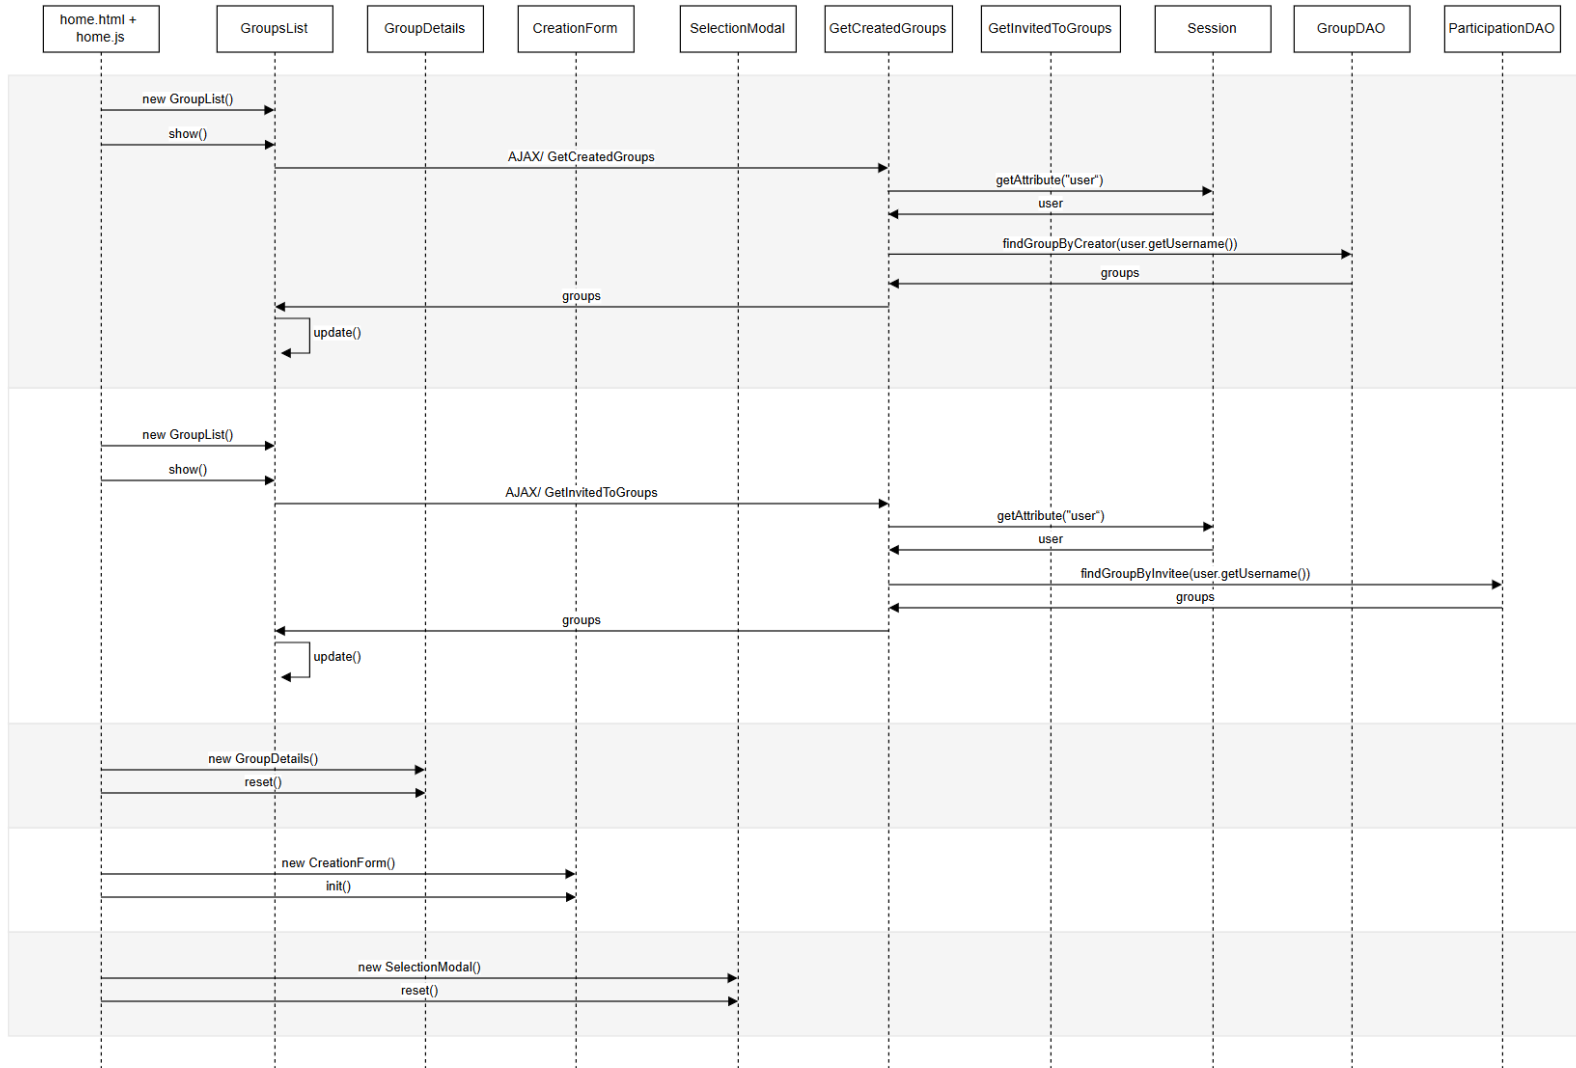 home.html +
home.js
GroupsList
GroupDetails
CreationForm
SelectionModal
GetCreatedGroups
GetInvitedToGroups
Session
GroupDAO
ParticipationDAO
new GroupList()
show()
AJAX/ GetCreatedGroups
getAttribute("user“)
user
findGroupByCreator(user.getUsername())
groups
groups
update()
new GroupList()
show()
AJAX/ GetInvitedToGroups
getAttribute("user“)
user
findGroupByInvitee(user.getUsername())
groups
groups
update()
new GroupDetails()
reset()
new CreationForm()
init()
new SelectionModal()
reset()